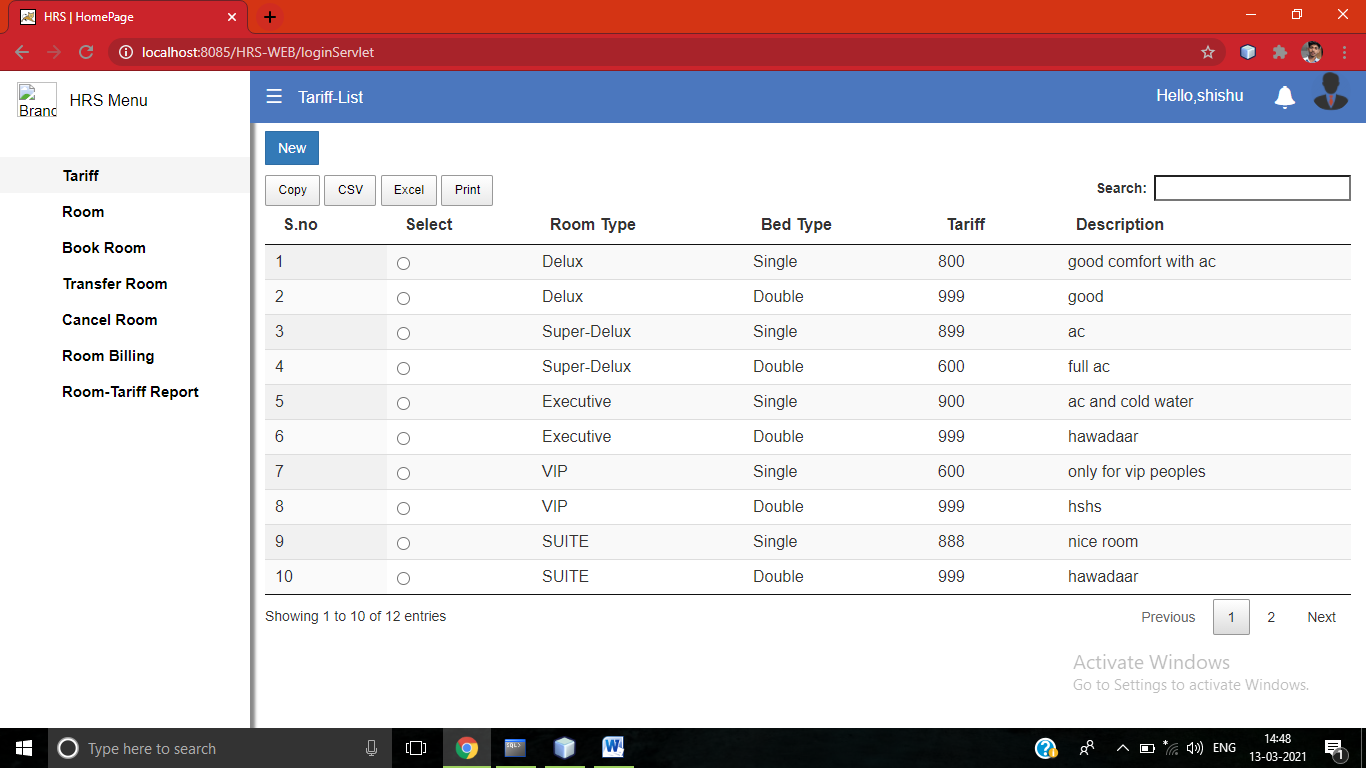 HRS | HomePage
localhost:8085/HRS-WEB/loginServlet
Brand
HRS Menu
Tariff-List
Hello,shishu
Tariff
Room
Book Room
Transfer Room
Cancel Room
Room Billing
Room-Tariff Report
New
Copy CSV Excel Print Search:
S.no Select Room Type Bed Type Tariff Description
1 Delux Single 800 good comfort with ac
2 Delux Double 999 good
3 Super-Delux Single 899 ac
4 Super-Delux Double 600 full ac
5 Executive Single 900 ac and cold water
6 Executive Double 999 hawadaar
7 VIP Single 600 only for vip peoples
8 VIP Double 999 hshs
9 SUITE Single 888 nice room
10 SUITE Double 999 hawadaar
Showing 1 to 10 of 12 entries Previous 1 2 Next
Activate Windows
Go to Settings to activate Windows.
Type here to search
ENG
14:48
13-03-2021
1